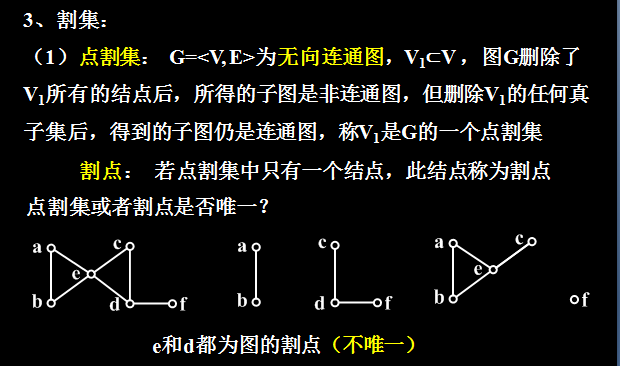 3、割集：
（1）点割集： G=<V,E>为无向连通图，V₁⊂V，图G删除了
V₁所有的结点后，所得的子图是非连通图，但删除V₁的任何真
子集后，得到的子图仍是连通图，称V₁是G的一个点割集
割点： 若点割集中只有一个结点，此结点称为割点
点割集或者割点是否唯一？
a c a c a c
e e
b d f b d f b f
e和d都为图的割点（不唯一）